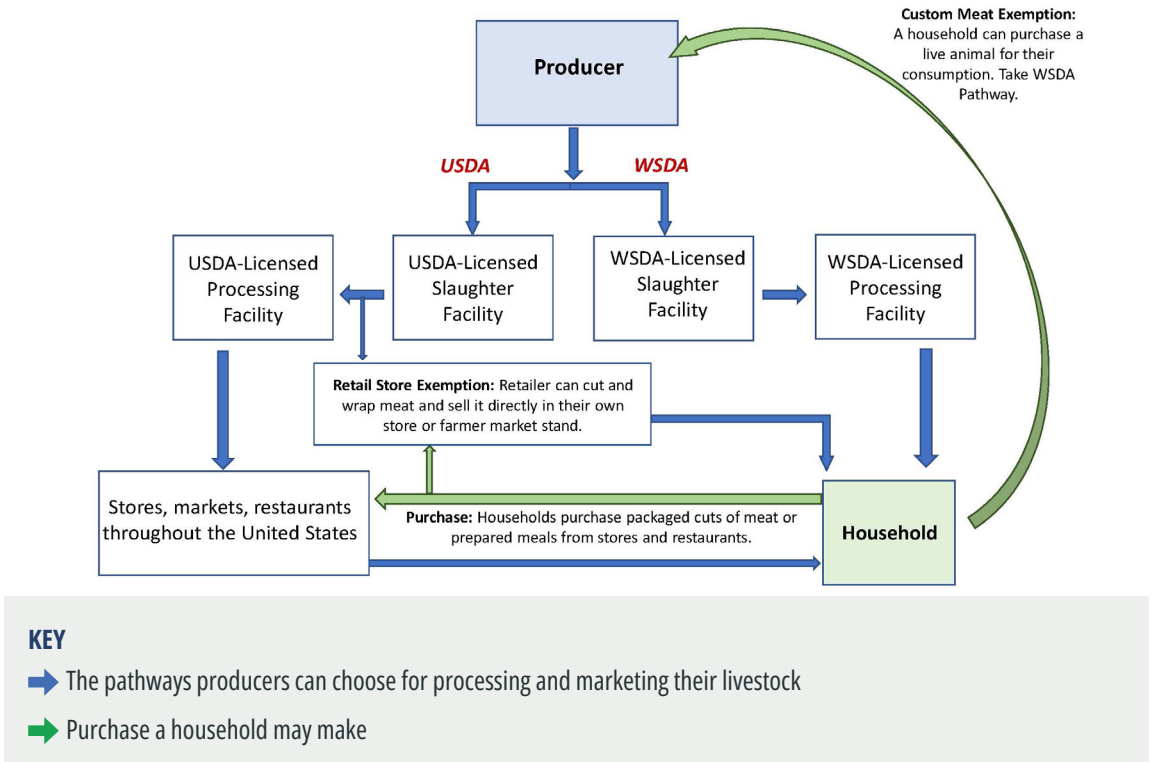 Custom Meat Exemption:
A household can purchase a
live animal for their
consumption. Take WSDA
Pathway.
Producer
USDA
WSDA
USDA-Licensed
Processing
Facility
USDA-Licensed
Slaughter
Facility
WSDA-Licensed
Slaughter
Facility
WSDA-Licensed
Processing
Facility
Retail Store Exemption: Retailer can cut and
wrap meat and sell it directly in their own
store or farmer market stand.
Stores, markets, restaurants
throughout the United States
Purchase: Households purchase packaged cuts of meat or
prepared meals from stores and restaurants.
Household
KEY
The pathways producers can choose for processing and marketing their livestock
Purchase a household may make